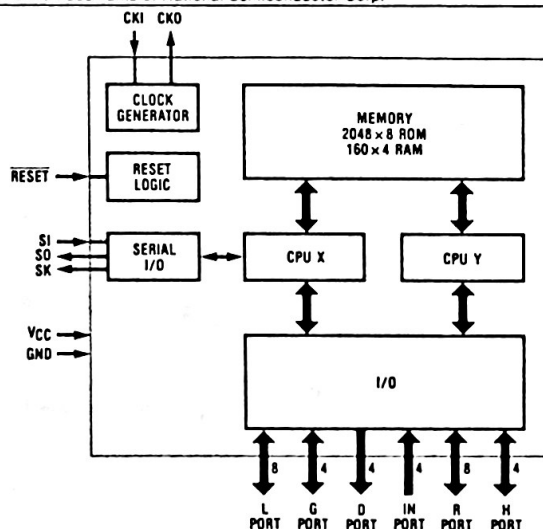 CKI CKO
CLOCK
GENERATOR
MEMORY
2048×8 ROM
160×4 RAM
RESET
RESET
LOGIC
SI
SO
SK
SERIAL
I/O
CPU X
CPU Y
VCC
GND
I/O
8 4 4 4 8 4
L
PORT
G
PORT
D
PORT
IN
PORT
R
PORT
H
PORT